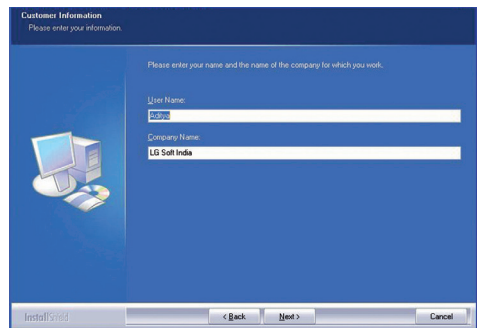 Customer Information
Please enter your information.
Please enter your name and the name of the company for which you work.
User Name:
Aditya
Company Name:
LG Soft India
InstallShield
< Back
Next >
Cancel